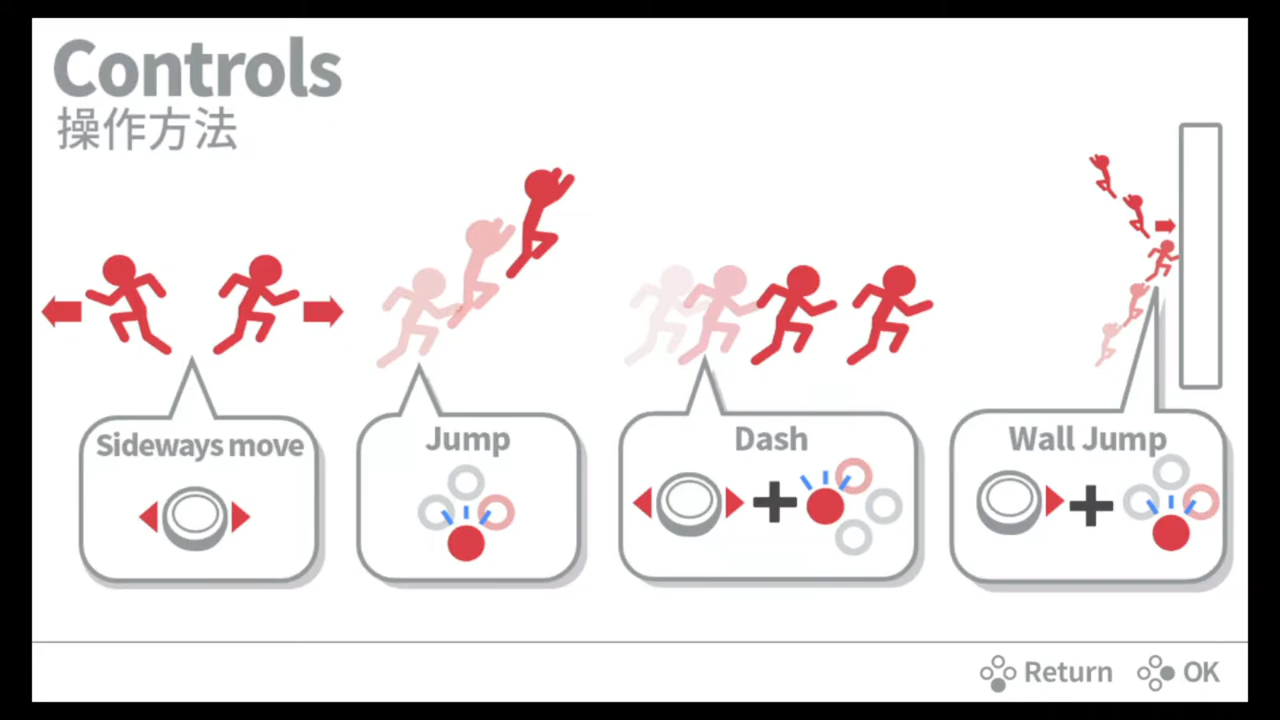 Controls
操作方法
Sideways move
Jump
Dash
Wall Jump
Return
OK